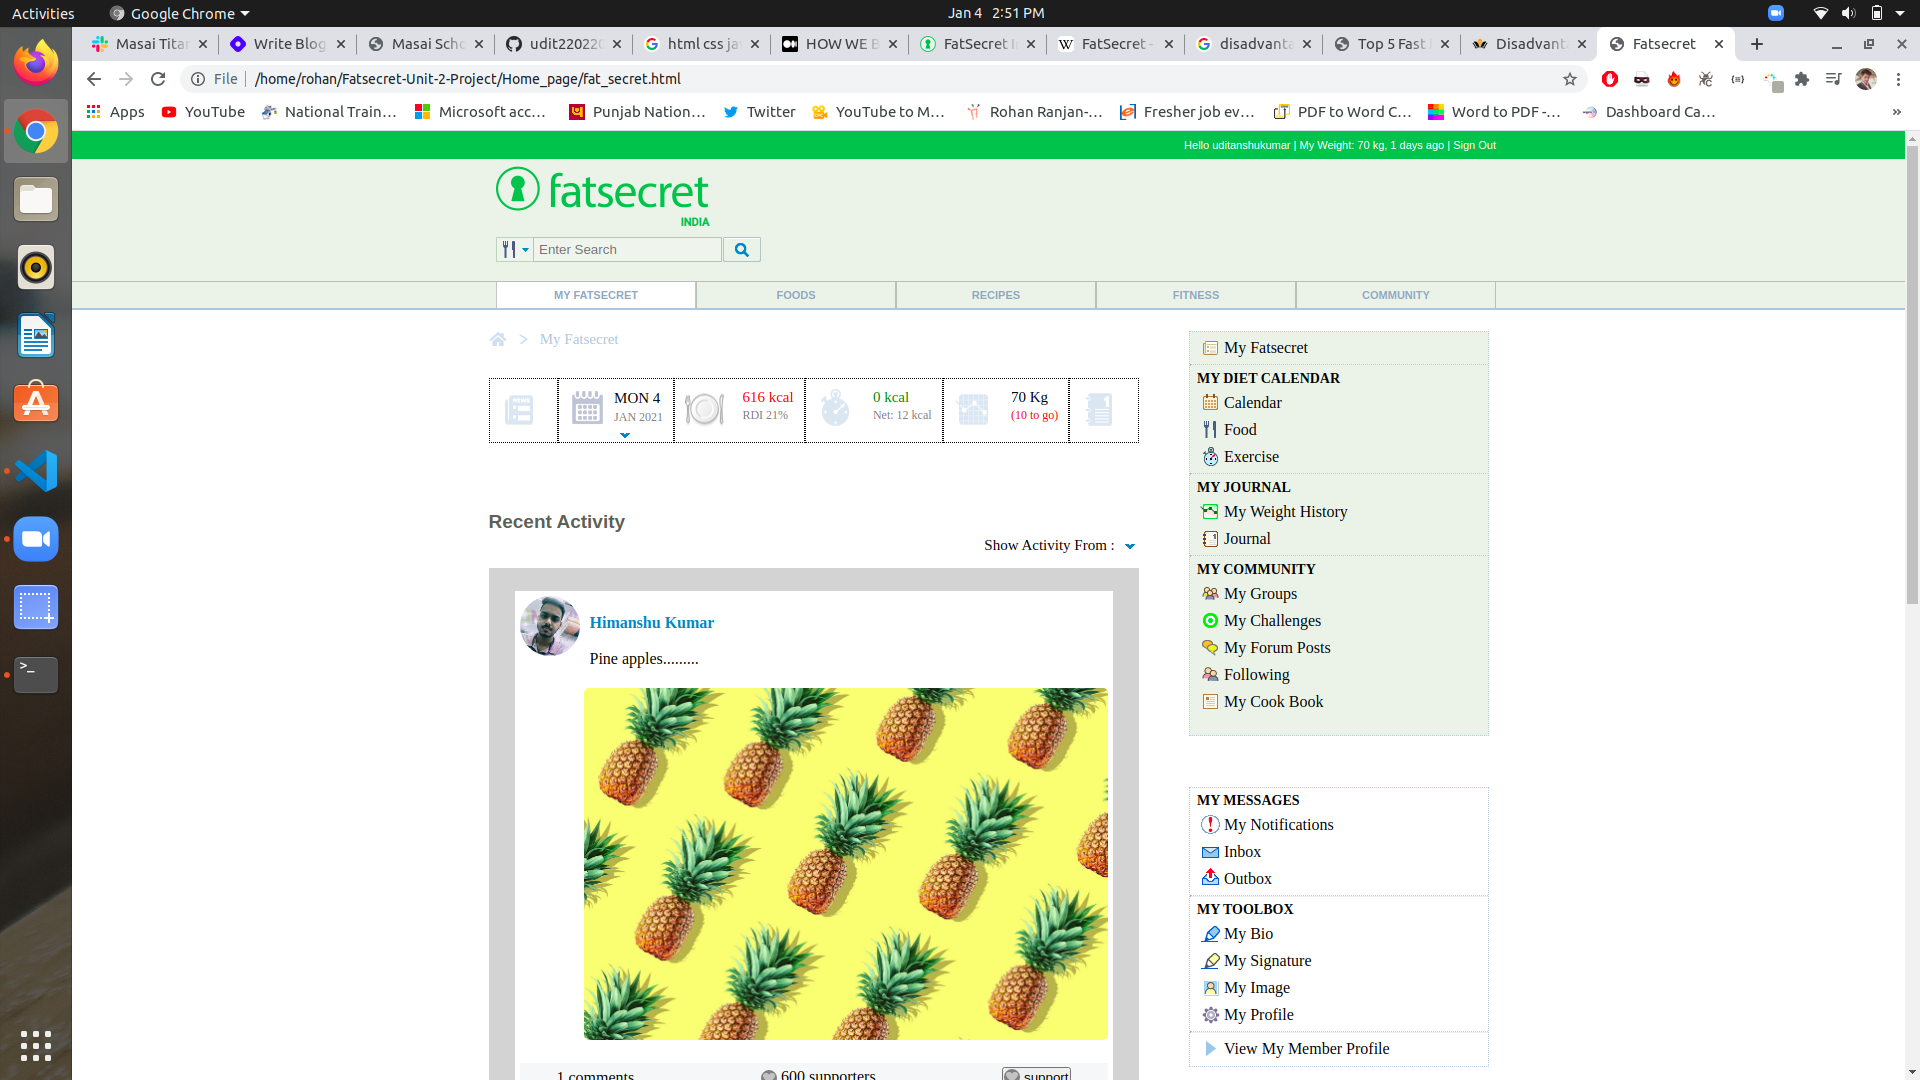 Activities
Google Chrome
Jan 4 2:51 PM
Masai Titan
Write Blog
Masai Scho
udit220220
html css ja
HOW WE B
FatSecret I
FatSecret -
disadvanta
Top 5 Fast
Disadvant
Fatsecret
File
/home/rohan/Fatsecret-Unit-2-Project/Home_page/fat_secret.html
Apps
YouTube
National Train…
Microsoft acc…
Punjab Nation…
Twitter
YouTube to M…
Rohan Ranjan-…
Fresher job ev…
PDF to Word C…
Word to PDF -…
Dashboard Ca…
Hello uditanshukumar | My Weight: 70 kg, 1 days ago | Sign Out
fatsecret
INDIA
Enter Search
MY FATSECRET
FOODS
RECIPES
FITNESS
COMMUNITY
My Fatsecret
MON 4
JAN 2021
616 kcal
RDI 21%
0 kcal
Net: 12 kcal
70 Kg
(10 to go)
Recent Activity
Show Activity From :
Himanshu Kumar
Pine apples.........
1 comments
600 supporters
support
My Fatsecret
MY DIET CALENDAR
Calendar
Food
Exercise
MY JOURNAL
My Weight History
Journal
MY COMMUNITY
My Groups
My Challenges
My Forum Posts
Following
My Cook Book
MY MESSAGES
My Notifications
Inbox
Outbox
MY TOOLBOX
My Bio
My Signature
My Image
My Profile
View My Member Profile